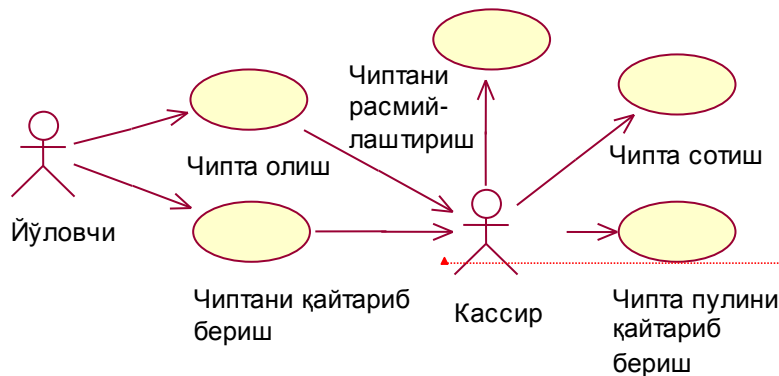 Чиптани
расмий-
лаштириш
Чипта олиш
Чипта сотиш
Йўловчи
Чиптани қайтариб
бериш
Кассир
Чипта пулини
қайтариб
бериш